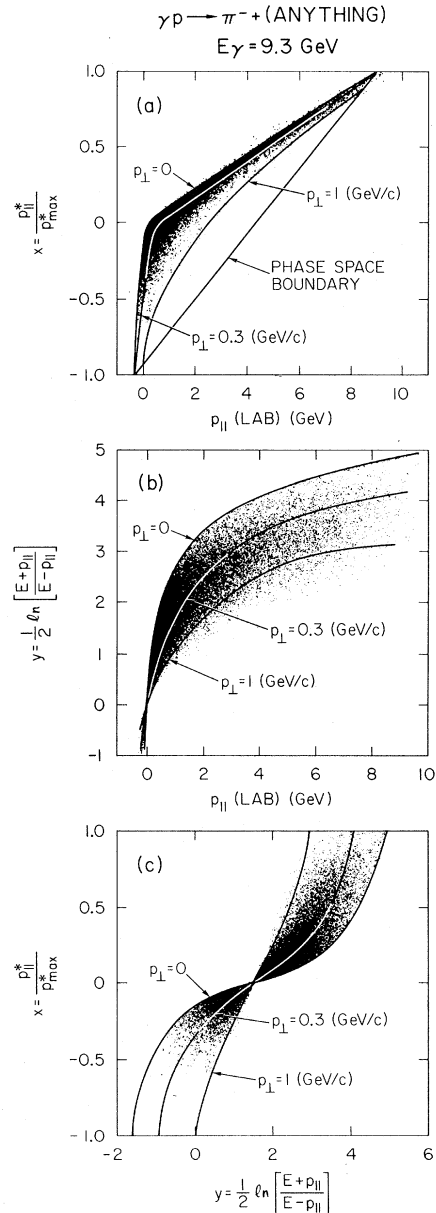 γp → π⁻ + (ANYTHING)
Eγ = 9.3 GeV
(a)
x = p*∥ / p*max
1.0
0.5
0
-0.5
-1.0
p⊥=0
p⊥=1 (GeV/c)
PHASE SPACE
BOUNDARY
p⊥=0.3 (GeV/c)
0 2 4 6 8 10
p∥ (LAB) (GeV)
(b)
y = 1/2 ℓn [E+p∥ / E-p∥]
5
4
3
2
1
0
-1
p⊥=0
p⊥=0.3 (GeV/c)
p⊥=1 (GeV/c)
0 2 4 6 8 10
p∥ (LAB) (GeV)
(c)
x = p*∥ / p*max
1.0
0.5
0
-0.5
-1.0
p⊥=0
p⊥=0.3 (GeV/c)
p⊥=1 (GeV/c)
-2 0 2 4 6
y = 1/2 ℓn [E+p∥ / E-p∥]